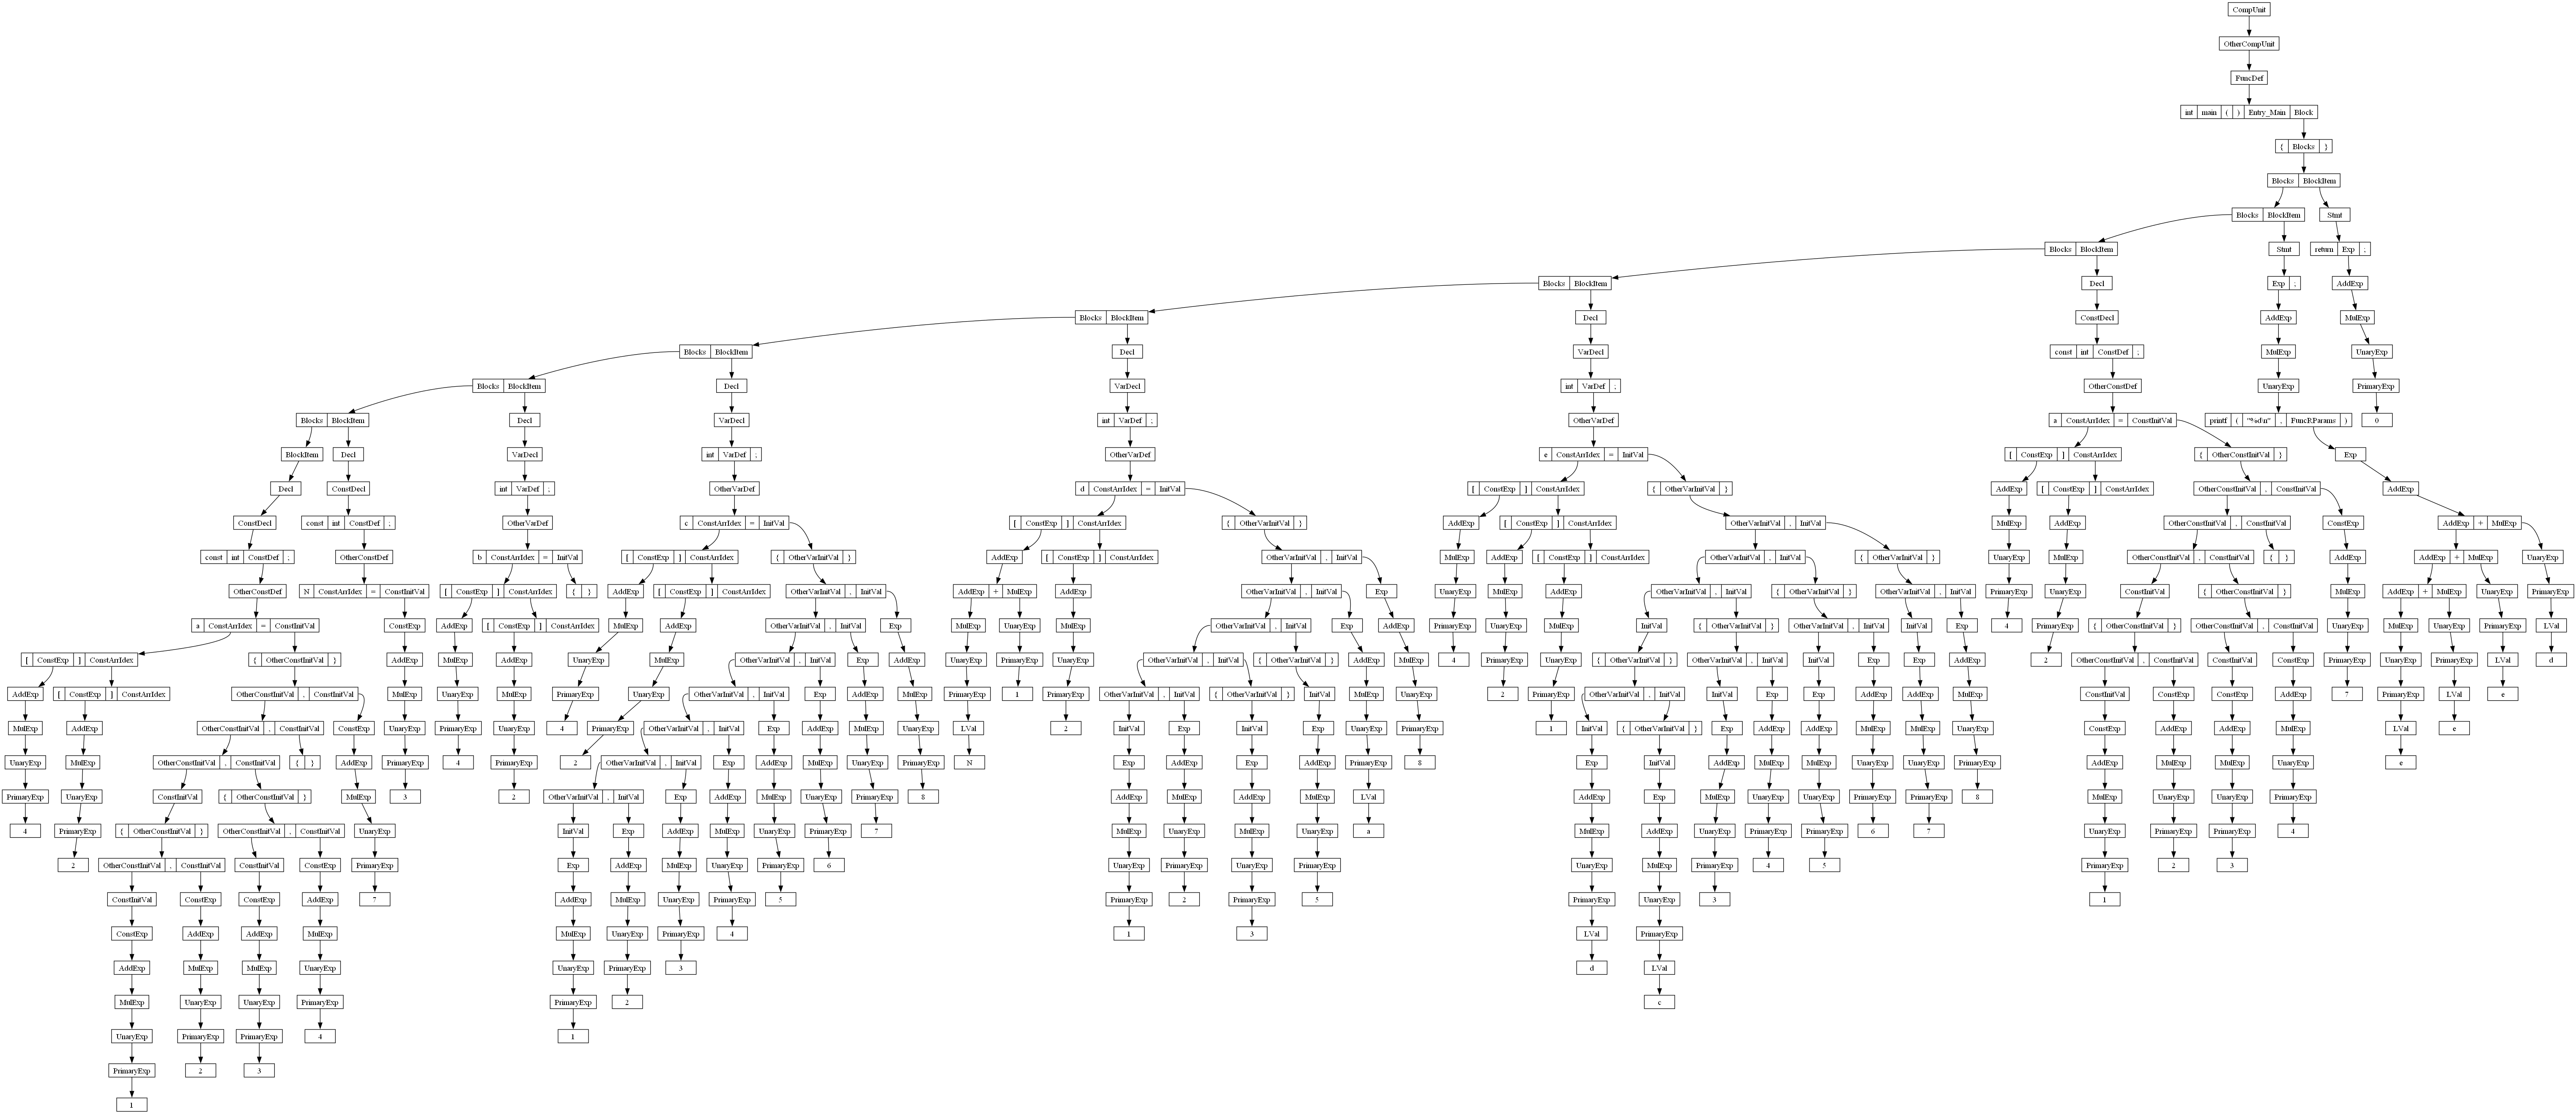 CompUnit
OtherCompUnit
FuncDef
int main ( ) Entry_Main Block
{ Blocks }
Blocks BlockItem
Blocks BlockItem Stmt
Blocks BlockItem Stmt return Exp ;
Blocks BlockItem Decl Exp ; AddExp
Blocks BlockItem Decl ConstDecl AddExp MulExp
Blocks BlockItem Decl VarDecl const int ConstDef ; MulExp UnaryExp
Blocks BlockItem Decl VarDecl int VarDef ; OtherConstDef UnaryExp PrimaryExp
Blocks BlockItem Decl VarDecl int VarDef ; OtherVarDef a ConstArrIdex = ConstInitVal printf ( "%d\n" , FuncRParams ) 0
BlockItem Decl VarDecl int VarDef ; OtherVarDef e ConstArrIdex = InitVal [ ConstExp ] ConstArrIdex { OtherConstInitVal } Exp
Decl ConstDecl int VarDef ; OtherVarDef d ConstArrIdex = InitVal [ ConstExp ] ConstArrIdex { OtherVarInitVal } AddExp [ ConstExp ] ConstArrIdex OtherConstInitVal , ConstInitVal AddExp
ConstDecl const int ConstDef ; OtherVarDef c ConstArrIdex = InitVal [ ConstExp ] ConstArrIdex { OtherVarInitVal } AddExp [ ConstExp ] ConstArrIdex OtherVarInitVal , InitVal MulExp AddExp OtherConstInitVal , ConstInitVal ConstExp AddExp + MulExp
const int ConstDef ; OtherConstDef b ConstArrIdex = InitVal [ ConstExp ] ConstArrIdex { OtherVarInitVal } AddExp [ ConstExp ] ConstArrIdex OtherVarInitVal , InitVal MulExp AddExp [ ConstExp ] ConstArrIdex OtherVarInitVal , InitVal { OtherVarInitVal } UnaryExp MulExp OtherConstInitVal , ConstInitVal { } AddExp AddExp + MulExp UnaryExp
OtherConstDef N ConstArrIdex = ConstInitVal [ ConstExp ] ConstArrIdex { } AddExp [ ConstExp ] ConstArrIdex OtherVarInitVal , InitVal AddExp + MulExp AddExp OtherVarInitVal , InitVal Exp UnaryExp MulExp AddExp OtherVarInitVal , InitVal { OtherVarInitVal } OtherVarInitVal , InitVal PrimaryExp UnaryExp ConstInitVal { OtherConstInitVal } MulExp AddExp + MulExp UnaryExp PrimaryExp
a ConstArrIdex = ConstInitVal ConstExp AddExp [ ConstExp ] ConstArrIdex MulExp AddExp OtherVarInitVal , InitVal Exp MulExp UnaryExp MulExp OtherVarInitVal , InitVal Exp AddExp PrimaryExp UnaryExp MulExp InitVal { OtherVarInitVal } OtherVarInitVal , InitVal InitVal Exp 4 PrimaryExp { OtherConstInitVal } OtherConstInitVal , ConstInitVal UnaryExp MulExp UnaryExp PrimaryExp LVal
[ ConstExp ] ConstArrIdex { OtherConstInitVal } AddExp MulExp AddExp UnaryExp MulExp OtherVarInitVal , InitVal Exp AddExp UnaryExp PrimaryExp UnaryExp OtherVarInitVal , InitVal { OtherVarInitVal } AddExp MulExp 4 PrimaryExp UnaryExp { OtherVarInitVal } OtherVarInitVal , InitVal InitVal Exp Exp AddExp 2 OtherConstInitVal , ConstInitVal ConstInitVal ConstExp PrimaryExp UnaryExp PrimaryExp LVal d
AddExp [ ConstExp ] ConstArrIdex OtherConstInitVal , ConstInitVal MulExp UnaryExp MulExp PrimaryExp UnaryExp OtherVarInitVal , InitVal Exp AddExp MulExp PrimaryExp 1 PrimaryExp OtherVarInitVal , InitVal { OtherVarInitVal } InitVal MulExp UnaryExp 2 PrimaryExp OtherVarInitVal , InitVal InitVal Exp Exp AddExp AddExp MulExp ConstInitVal ConstExp ConstExp AddExp 7 PrimaryExp LVal e
MulExp AddExp OtherConstInitVal , ConstInitVal ConstExp UnaryExp PrimaryExp UnaryExp 4 PrimaryExp OtherVarInitVal , InitVal Exp AddExp MulExp UnaryExp LVal 2 InitVal Exp InitVal Exp UnaryExp PrimaryExp 1 InitVal { OtherVarInitVal } Exp AddExp AddExp MulExp MulExp UnaryExp ConstExp AddExp AddExp MulExp LVal e
UnaryExp MulExp OtherConstInitVal , ConstInitVal { } AddExp PrimaryExp 4 PrimaryExp 2 OtherVarInitVal , InitVal Exp AddExp MulExp UnaryExp PrimaryExp N Exp AddExp Exp AddExp PrimaryExp 8 Exp InitVal AddExp MulExp MulExp UnaryExp UnaryExp PrimaryExp AddExp MulExp MulExp UnaryExp e
PrimaryExp UnaryExp ConstInitVal { OtherConstInitVal } MulExp 3 2 OtherVarInitVal , InitVal Exp AddExp MulExp UnaryExp PrimaryExp 8 AddExp MulExp AddExp MulExp LVal AddExp Exp MulExp UnaryExp UnaryExp PrimaryExp PrimaryExp 8 MulExp UnaryExp UnaryExp PrimaryExp
4 PrimaryExp { OtherConstInitVal } OtherConstInitVal , ConstInitVal UnaryExp InitVal Exp AddExp MulExp UnaryExp PrimaryExp 7 MulExp UnaryExp MulExp UnaryExp a MulExp AddExp UnaryExp PrimaryExp PrimaryExp 6 7 UnaryExp PrimaryExp PrimaryExp 4
2 OtherConstInitVal , ConstInitVal ConstInitVal ConstExp PrimaryExp Exp AddExp MulExp UnaryExp PrimaryExp 6 UnaryExp PrimaryExp UnaryExp PrimaryExp UnaryExp MulExp PrimaryExp 4 5 PrimaryExp 2 3
ConstInitVal ConstExp ConstExp AddExp 7 AddExp MulExp UnaryExp PrimaryExp 5 PrimaryExp 2 PrimaryExp 5 PrimaryExp UnaryExp 3 1
ConstExp AddExp AddExp MulExp MulExp UnaryExp PrimaryExp 4 1 3 LVal PrimaryExp
AddExp MulExp MulExp UnaryExp UnaryExp PrimaryExp 3 d LVal
MulExp UnaryExp UnaryExp PrimaryExp PrimaryExp 2 c
UnaryExp PrimaryExp PrimaryExp 4 1
PrimaryExp 2 3
1